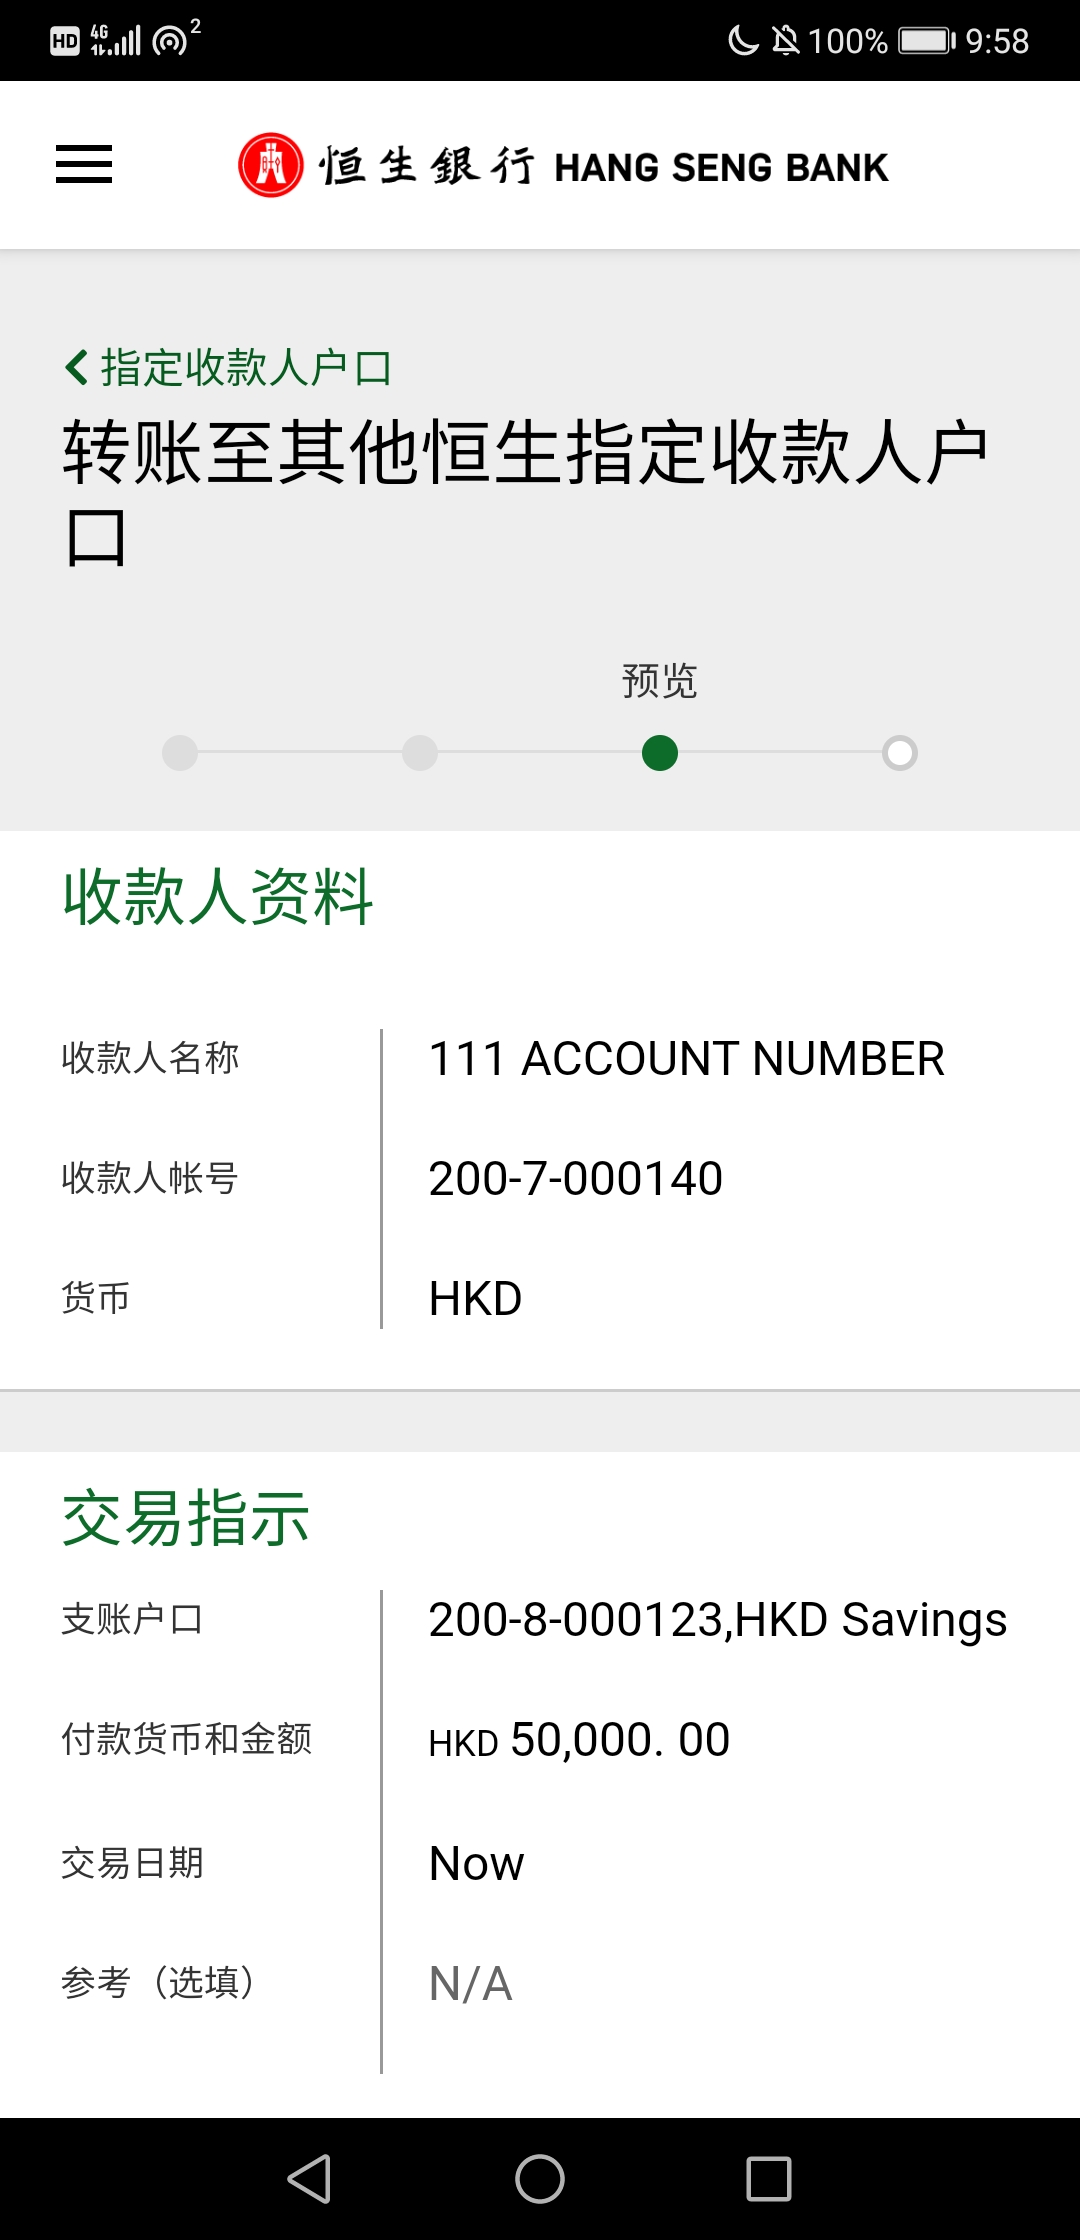 HD 4G 2 100% 9:58
恒生銀行 HANG SENG BANK
指定收款人户口
转账至其他恒生指定收款人户
口
预览
收款人资料
收款人名称 111 ACCOUNT NUMBER
收款人帐号 200-7-000140
货币 HKD
交易指示
支账户口 200-8-000123,HKD Savings
付款货币和金额 HKD 50,000. 00
交易日期 Now
参考（选填） N/A